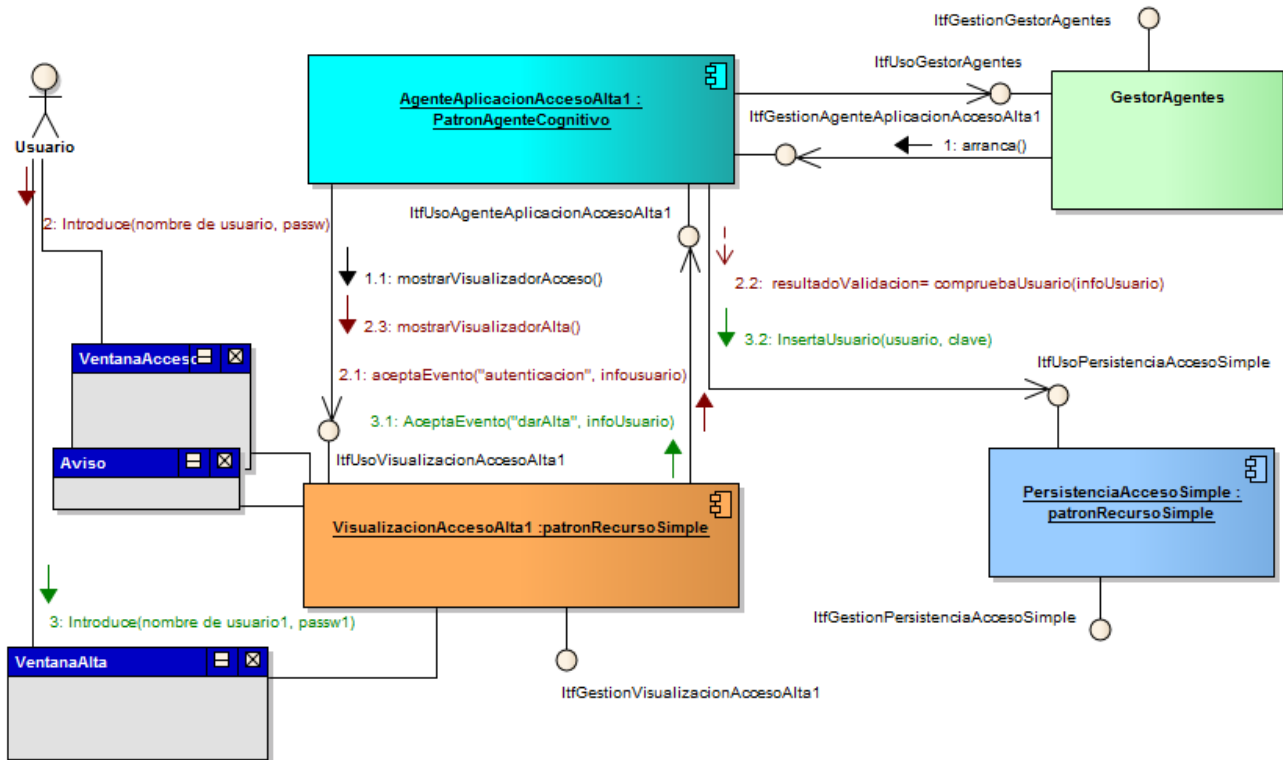 ItfGestionGestorAgentes
ItfUsoGestorAgentes
AgenteAplicacionAccesoAlta1 :
PatronAgenteCognitivo
GestorAgentes
ItfGestionAgenteAplicacionAccesoAlta1
1: arranca()
Usuario
ItfUsoAgenteAplicacionAccesoAlta1
2: Introduce(nombre de usuario, passw)
1.1: mostrarVisualizadorAcceso()
2.2: resultadoValidacion= compruebaUsuario(infoUsuario)
2.3: mostrarVisualizadorAlta()
3.2: InsertaUsuario(usuario, clave)
VentanaAcceso
ItfUsoPersistenciaAccesoSimple
2.1: aceptaEvento("autenticacion", infousuario)
3.1: AceptaEvento("darAlta", infoUsuario)
Aviso
ItfUsoVisualizacionAccesoAlta1
PersistenciaAccesoSimple :
patronRecursoSimple
VisualizacionAccesoAlta1 :patronRecursoSimple
3: Introduce(nombre de usuario1, passw1)
ItfGestionPersistenciaAccesoSimple
VentanaAlta
ItfGestionVisualizacionAccesoAlta1